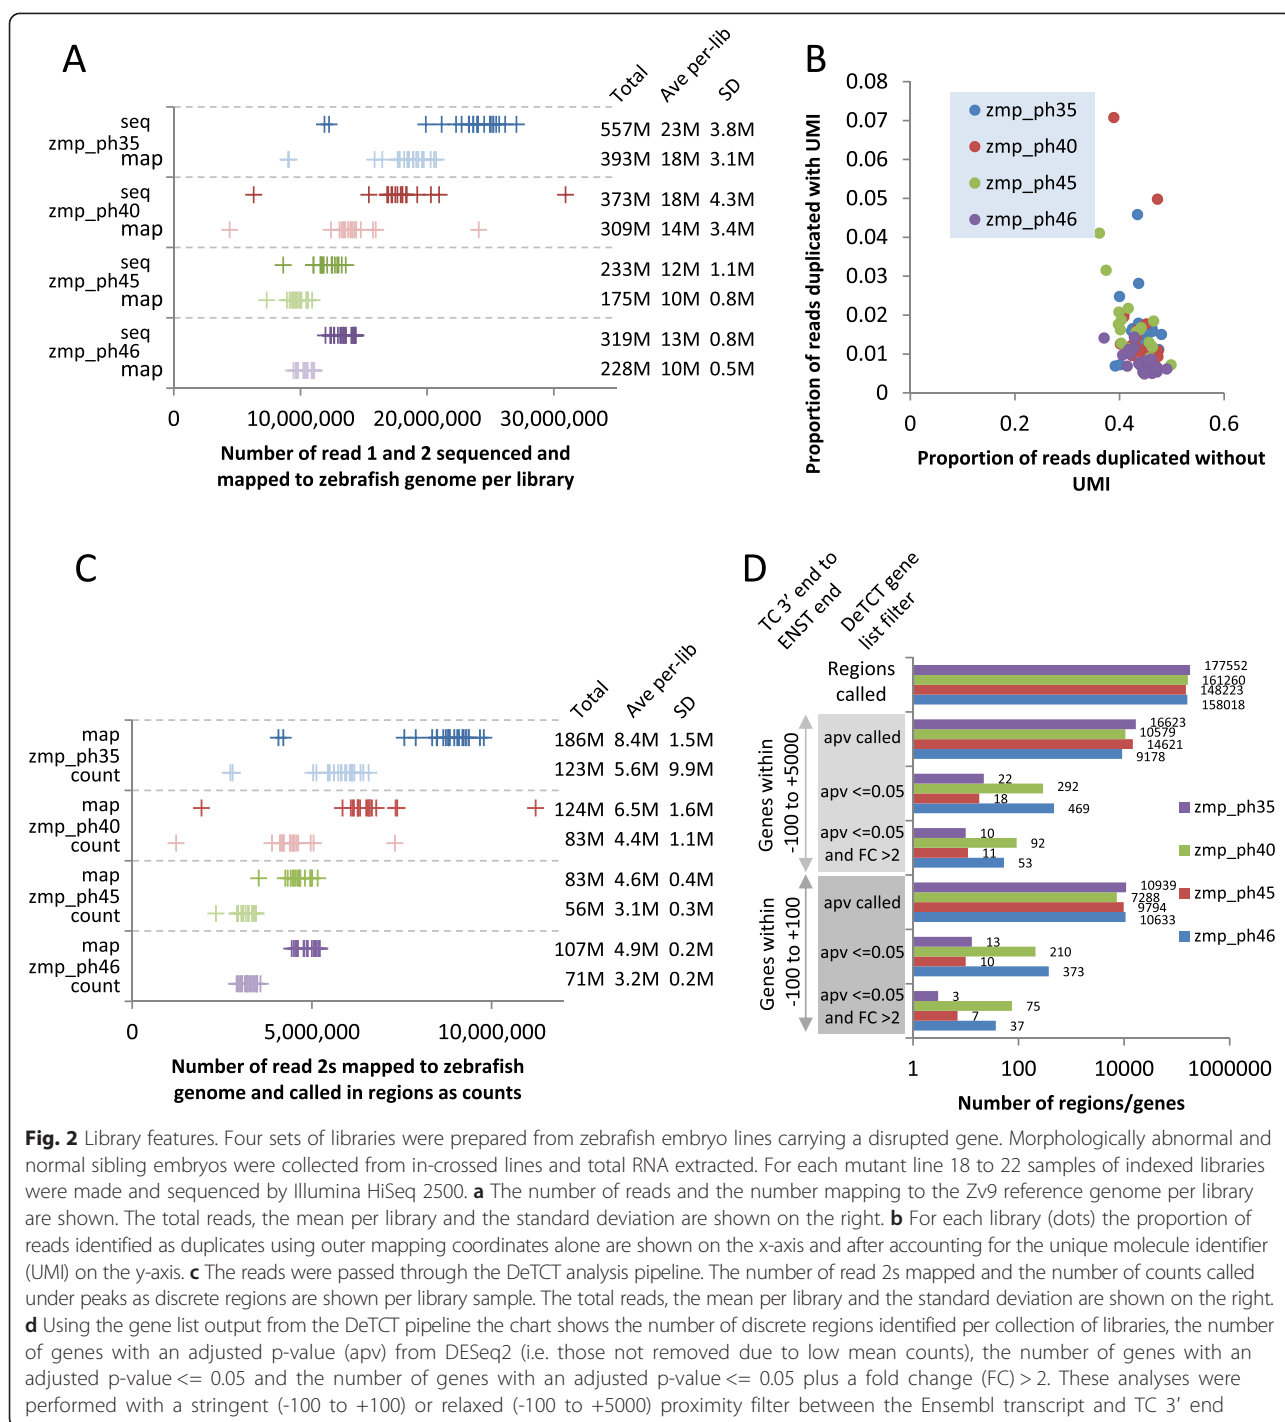 A
Total
Ave per-lib
SD
zmp_ph35
seq
557M 23M 3.8M
map
393M 18M 3.1M
zmp_ph40
seq
373M 18M 4.3M
map
309M 14M 3.4M
zmp_ph45
seq
233M 12M 1.1M
map
175M 10M 0.8M
zmp_ph46
seq
319M 13M 0.8M
map
228M 10M 0.5M
0 10,000,000 20,000,000 30,000,000
Number of read 1 and 2 sequenced and
mapped to zebrafish genome per library
B
Proportion of reads duplicated with UMI
0.08
0.07
0.06
0.05
0.04
0.03
0.02
0.01
0
zmp_ph35
zmp_ph40
zmp_ph45
zmp_ph46
0 0.2 0.4 0.6
Proportion of reads duplicated without
UMI
C
Total
Ave per-lib
SD
zmp_ph35
map
186M 8.4M 1.5M
count
123M 5.6M 9.9M
zmp_ph40
map
124M 6.5M 1.6M
count
83M 4.4M 1.1M
zmp_ph45
map
83M 4.6M 0.4M
count
56M 3.1M 0.3M
zmp_ph46
map
107M 4.9M 0.2M
count
71M 3.2M 0.2M
0 5,000,000 10,000,000
Number of read 2s mapped to zebrafish
genome and called in regions as counts
D
TC 3′ end to
ENST end
DeTCT gene
list filter
Regions
called
177552
161260
148223
158018
Genes within
-100 to +5000
apv called
16623
10579
14621
9178
apv <=0.05
22
292
18
469
apv <=0.05
and FC >2
10
92
11
53
Genes within
-100 to +100
apv called
10939
7288
9794
10633
apv <=0.05
13
210
10
373
apv <=0.05
and FC >2
3
75
7
37
zmp_ph35
zmp_ph40
zmp_ph45
zmp_ph46
1 100 10000 1000000
Number of regions/genes
Fig. 2 Library features. Four sets of libraries were prepared from zebrafish embryo lines carrying a disrupted gene. Morphologically abnormal and
normal sibling embryos were collected from in-crossed lines and total RNA extracted. For each mutant line 18 to 22 samples of indexed libraries
were made and sequenced by Illumina HiSeq 2500. a The number of reads and the number mapping to the Zv9 reference genome per library
are shown. The total reads, the mean per library and the standard deviation are shown on the right. b For each library (dots) the proportion of
reads identified as duplicates using outer mapping coordinates alone are shown on the x-axis and after accounting for the unique molecule identifier
(UMI) on the y-axis. c The reads were passed through the DeTCT analysis pipeline. The number of read 2s mapped and the number of counts called
under peaks as discrete regions are shown per library sample. The total reads, the mean per library and the standard deviation are shown on the right.
d Using the gene list output from the DeTCT pipeline the chart shows the number of discrete regions identified per collection of libraries, the number
of genes with an adjusted p-value (apv) from DESeq2 (i.e. those not removed due to low mean counts), the number of genes with an
adjusted p-value <= 0.05 and the number of genes with an adjusted p-value <= 0.05 plus a fold change (FC) > 2. These analyses were
performed with a stringent (-100 to +100) or relaxed (-100 to +5000) proximity filter between the Ensembl transcript and TC 3′ end